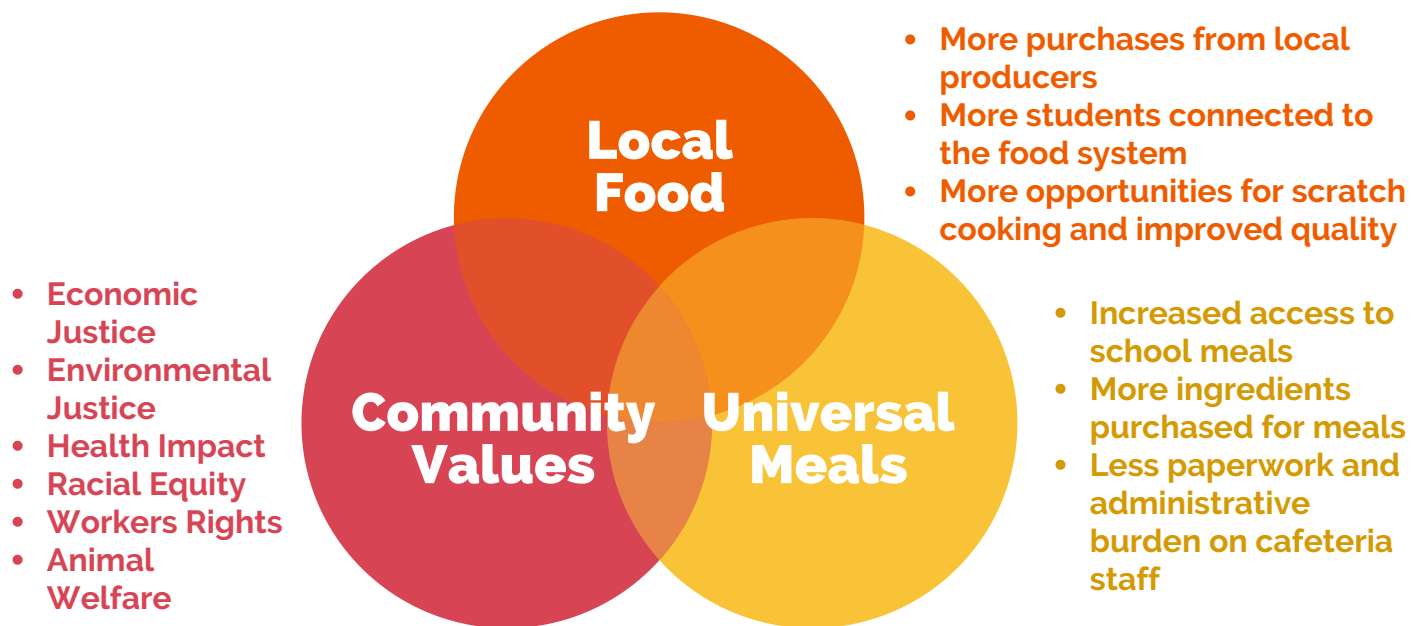 Local
Food
• More purchases from local
producers
• More students connected to
the food system
• More opportunities for scratch
cooking and improved quality
Community
Values
• Economic
Justice
• Environmental
Justice
• Health Impact
• Racial Equity
• Workers Rights
• Animal
Welfare
Universal
Meals
• Increased access to
school meals
• More ingredients
purchased for meals
• Less paperwork and
administrative
burden on cafeteria
staff